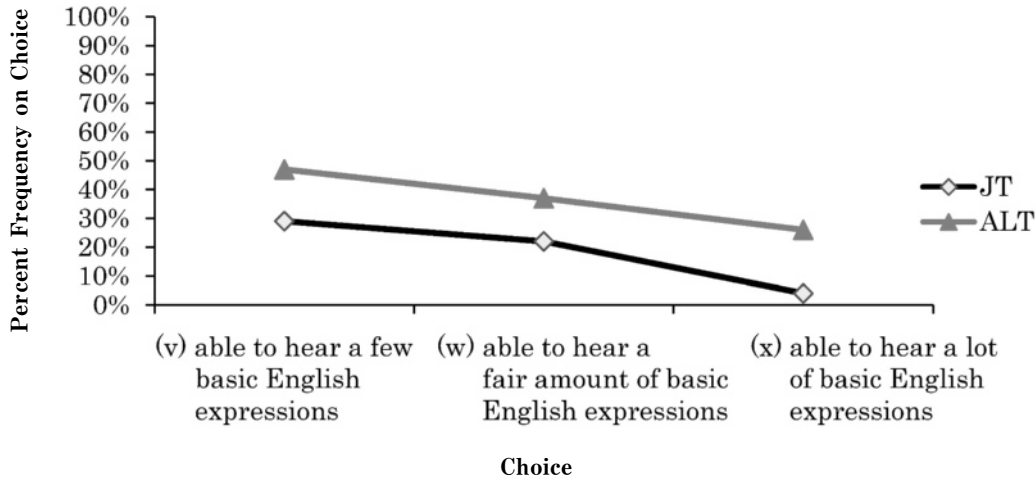 Percent Frequency on Choice
100%
90%
80%
70%
60%
50%
40%
30%
20%
10%
0%
JT
ALT
(v) able to hear a few
basic English
expressions
(w) able to hear a
fair amount of basic
English expressions
(x) able to hear a lot
of basic English
expressions
Choice